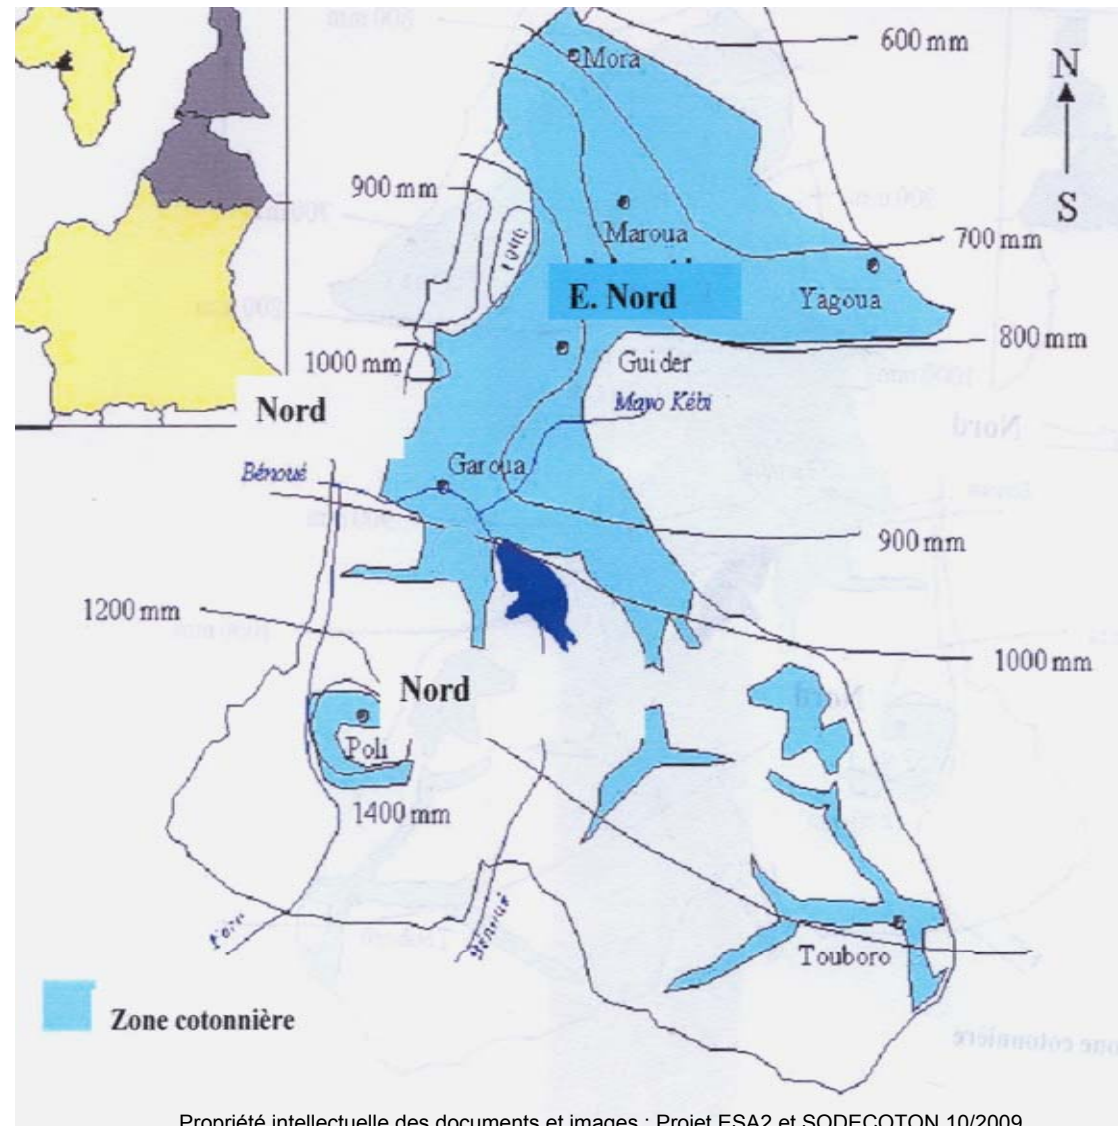 600 mm
N
Mora
900 mm
S
Maroua
700 mm
E. Nord
Yagoua
800 mm
1000 mm
Guider
Nord
Mayo Kébi
Bénoué
Garoua
900 mm
1200 mm
1000 mm
Nord
Poli
1400 mm
Bénoué
Touboro
Zone cotonnière
Propriété intellectuelle des documents et images : Projet ESA2 et SODECOTON 10/2009